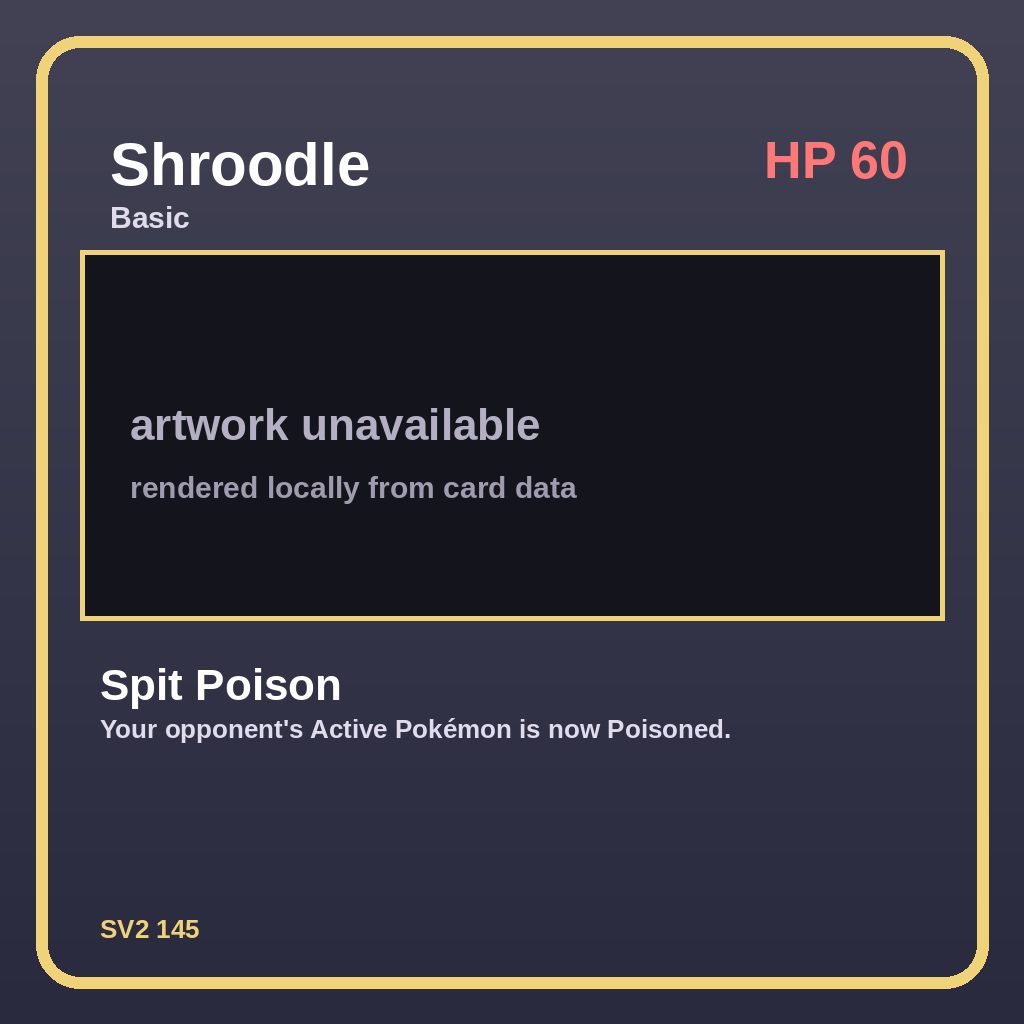 Shroodle
HP 60
Basic
artwork unavailable
rendered locally from card data
Spit Poison
Your opponent's Active Pokémon is now Poisoned.
SV2 145